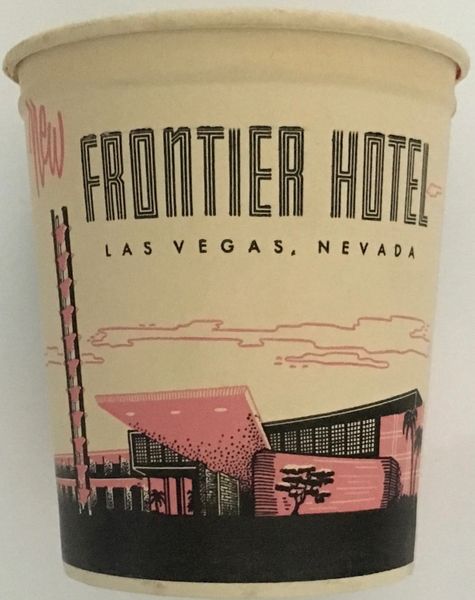 new
FRONTIER HOTEL
LAS VEGAS, NEVADA